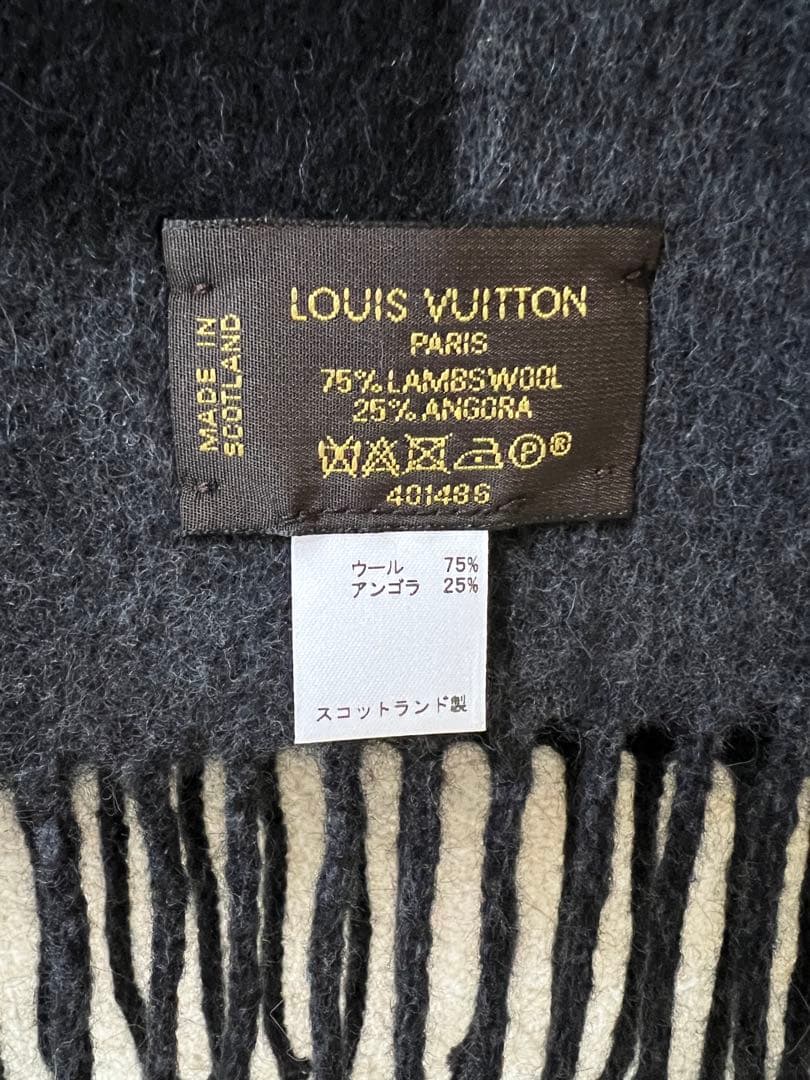 LOUIS VUITTON
PARIS
75% LAMBSWOOL
25% ANGORA
P®
401486
MADE IN
SCOTLAND
ウール 75%
アンゴラ 25%
スコットランド製